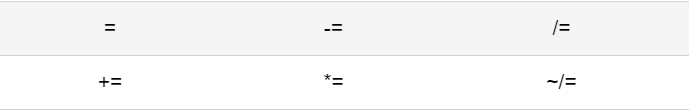 = -= /=
+= *= ~/=